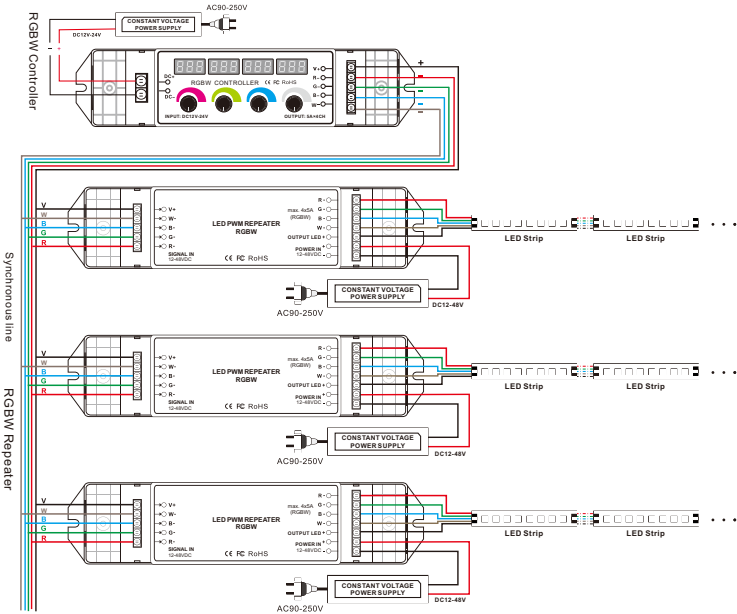 AC90-250V
CONSTANT VOLTAGE
POWER SUPPLY
DC12V-24V
RGBW Controller
- +
DC+
DC-
888 888 888 888
RGBW CONTROLLER CE FC RoHS
INPUT: DC12V-24V
OUTPUT: 5A×4CH
V+
R-
G-
B-
W-
+
-
-
-
-
V
W
B
G
R
V+
W-
B-
G-
R-
SIGNAL IN
12-48VDC
LED PWM REPEATER
RGBW
CE FC RoHS
max. 4x5A
(RGBW)
R -
G -
B -
W -
OUTPUT LED +
POWER IN +
12-48VDC -
LED Strip
LED Strip
CONSTANT VOLTAGE
POWER SUPPLY
AC90-250V
DC12-48V
Synchronous line
RGBW Repeater
V
W
B
G
R
V+
W-
B-
G-
R-
SIGNAL IN
12-48VDC
LED PWM REPEATER
RGBW
CE FC RoHS
max. 4x5A
(RGBW)
R -
G -
B -
W -
OUTPUT LED +
POWER IN +
12-48VDC -
LED Strip
LED Strip
CONSTANT VOLTAGE
POWER SUPPLY
AC90-250V
DC12-48V
V
W
B
G
R
V+
W-
B-
G-
R-
SIGNAL IN
12-48VDC
LED PWM REPEATER
RGBW
CE FC RoHS
max. 4x5A
(RGBW)
R -
G -
B -
W -
OUTPUT LED +
POWER IN +
12-48VDC -
LED Strip
LED Strip
CONSTANT VOLTAGE
POWER SUPPLY
AC90-250V
DC12-48V